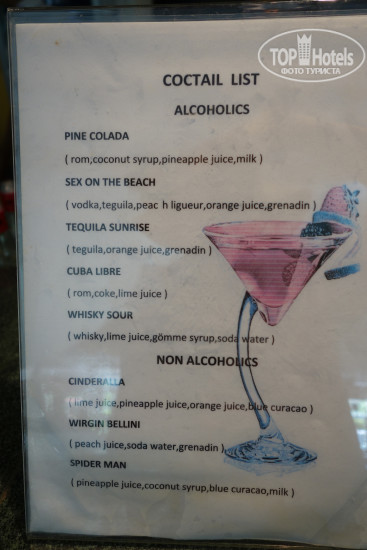 TOPHotels
ФОТО ТУРИСТА
COCTAIL LIST
ALCOHOLICS
PINE COLADA
( rom,coconut syrup,pineapple juice,milk )
SEX ON THE BEACH
( vodka,teguila,peac h ligueur,orange juice,grenadin )
TEQUILA SUNRISE
( teguila,orange juice,grenadin )
CUBA LIBRE
( rom,coke,lime juice )
WHISKY SOUR
( whisky,lime juice,gömme syrup,soda water )
NON ALCOHOLICS
CINDERALLA
( lime juice,pineapple juice,orange juice,blue curacao )
WIRGIN BELLINI
( peach juice,soda water,grenadin )
SPIDER MAN
( pineapple juice,coconut syrup,blue curacao,milk )